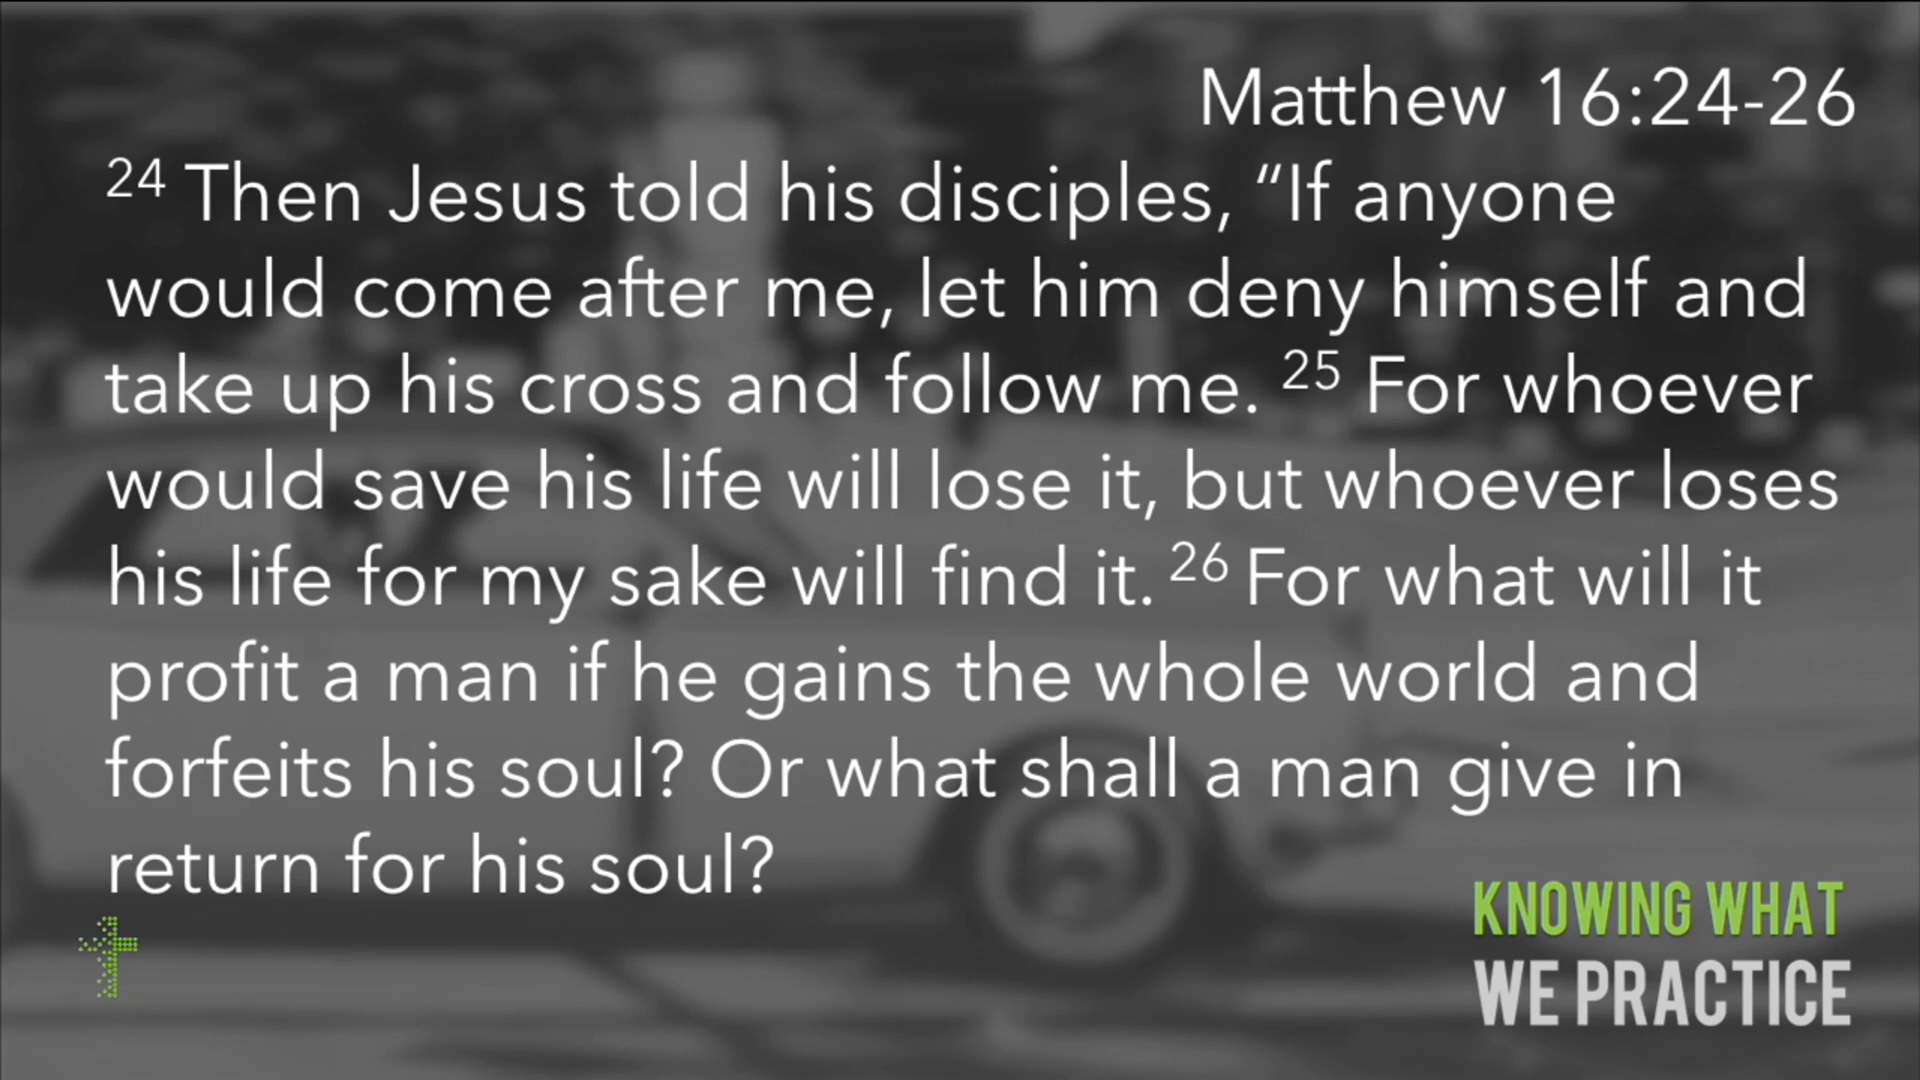 Matthew 16:24-26
24 Then Jesus told his disciples, “If anyone
would come after me, let him deny himself and
take up his cross and follow me. 25 For whoever
would save his life will lose it, but whoever loses
his life for my sake will find it. 26 For what will it
profit a man if he gains the whole world and
forfeits his soul? Or what shall a man give in
return for his soul?
KNOWING WHAT
WE PRACTICE